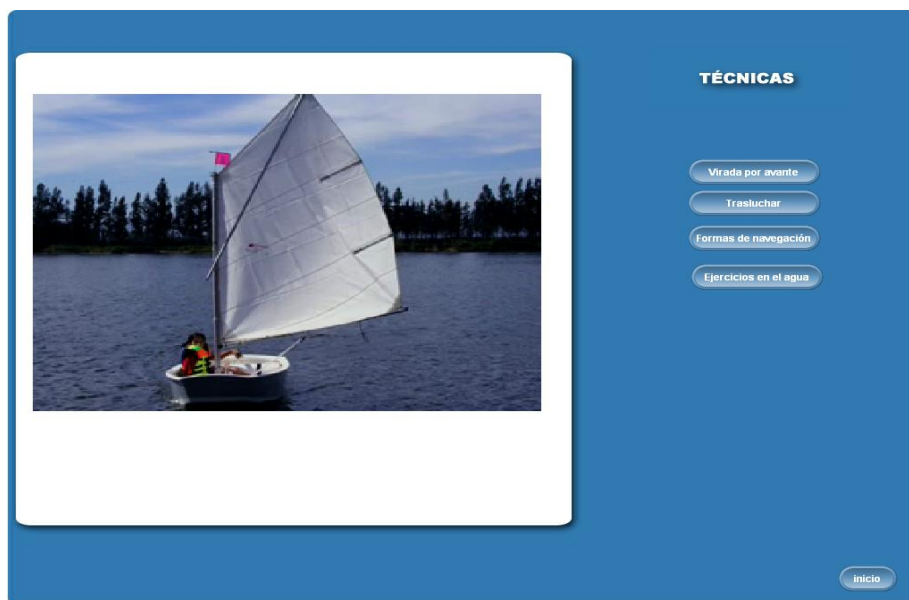 TÉCNICAS
Virada por avante
Trasluchar
Formas de navegación
Ejercicios en el agua
inicio